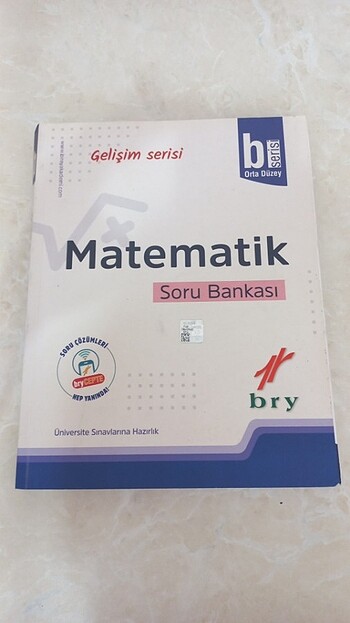 Gelişim serisi
b
serisi
Orta Düzey
Matematik
Soru Bankası
SORU ÇÖZÜMLERİ
bryCEPTE
HEP YANINDA!
bry
Üniversite Sınavlarına Hazırlık